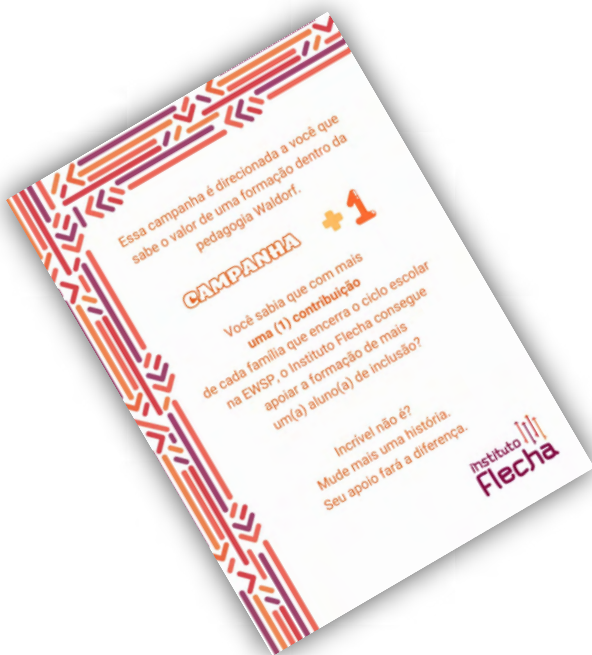 Essa campanha é direcionada a você que
sabe o valor de uma formação dentro da
pedagogia Waldorf.
CAMPANHA +1
Você sabia que com mais
uma (1) contribuição
de cada família que encerra o ciclo escolar
na EWSP, o Instituto Flecha consegue
apoiar a formação de mais
um(a) aluno(a) de inclusão?
Incrível não é?
Mude mais uma história.
Seu apoio fará a diferença.
instituto
Flecha